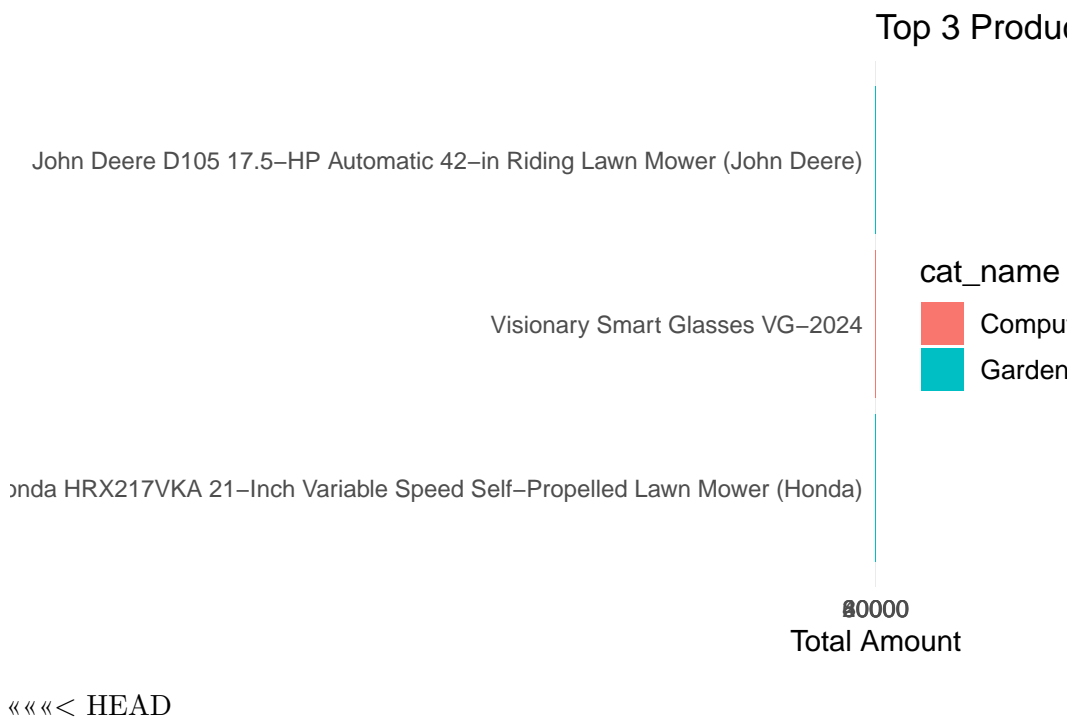 Top 3 Produc
John Deere D105 17.5−HP Automatic 42−in Riding Lawn Mower (John Deere)
cat_name
Visionary Smart Glasses VG−2024
Comput
Garden
onda HRX217VKA 21−Inch Variable Speed Self−Propelled Lawn Mower (Honda)
Total Amount
«««< HEAD